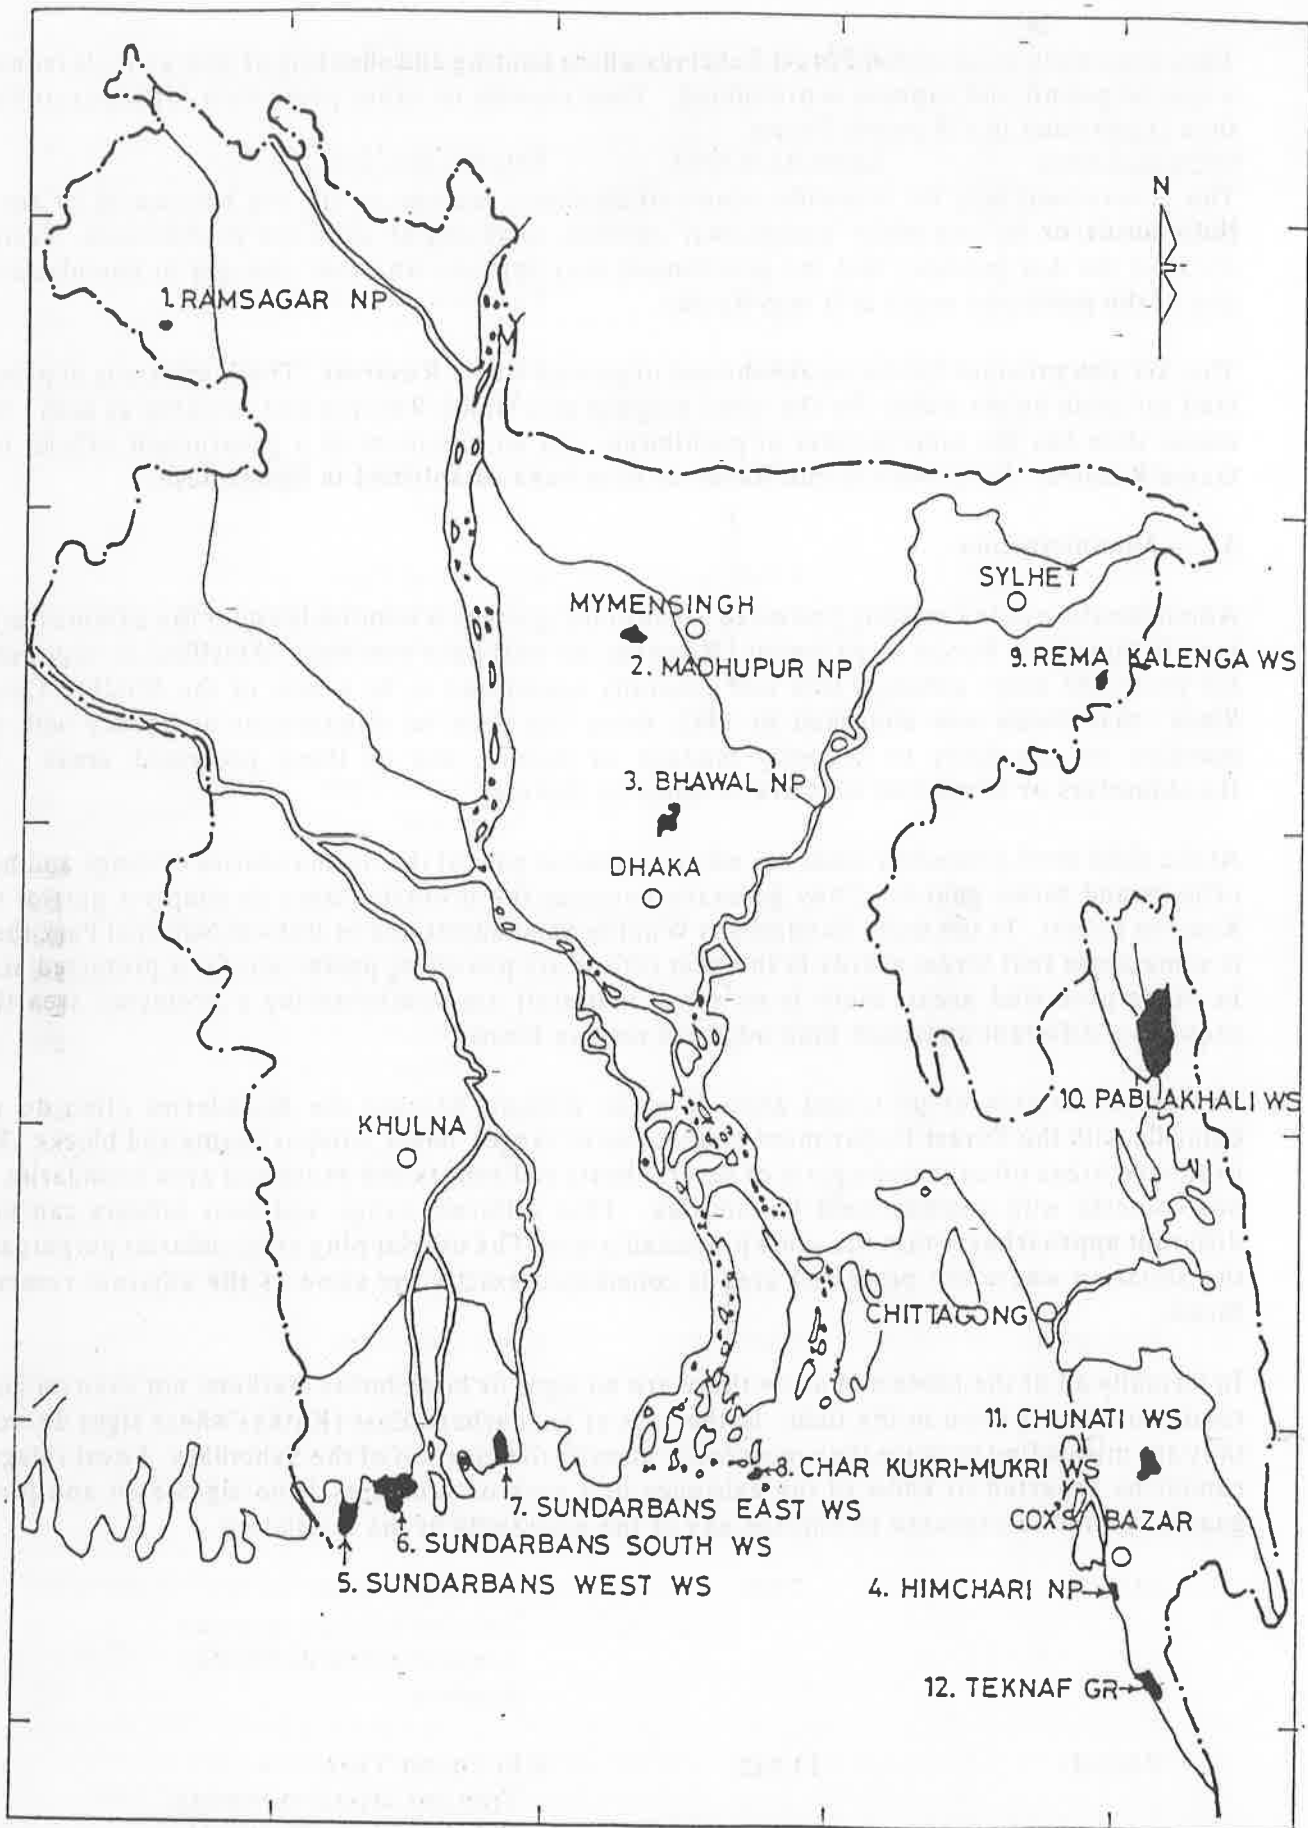 N
1. RAMSAGAR NP
SYLHET
MYMENSINGH
2. MADHUPUR NP
9. REMA KALENGA WS
3. BHAWAL NP
DHAKA
10. PABLAKHALI WS
KHULNA
CHITTAGONG
11. CHUNATI WS
8. CHAR KUKRI-MUKRI WS
7. SUNDARBANS EAST WS
COX'S BAZAR
6. SUNDARBANS SOUTH WS
5. SUNDARBANS WEST WS
4. HIMCHARI NP
12. TEKNAF GR